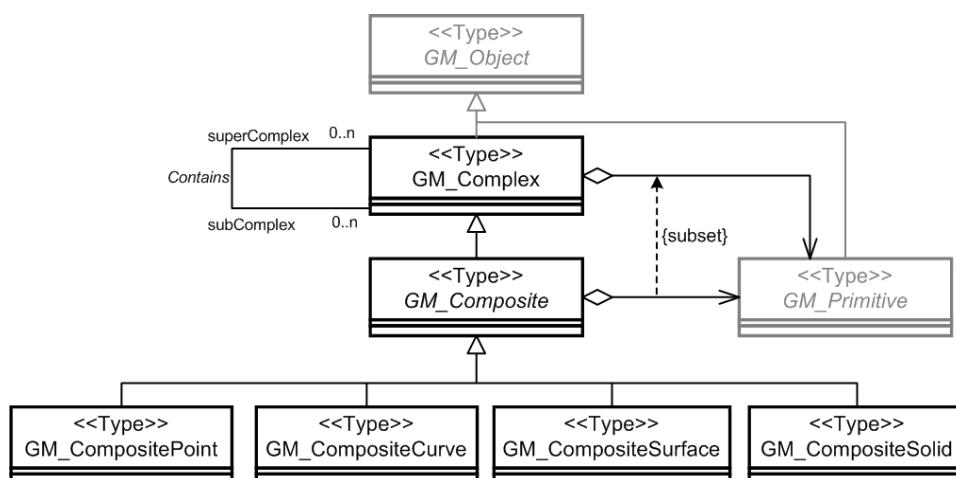 <<Type>>
GM_Object
superComplex 0..n
<<Type>>
GM_Complex
Contains
subComplex 0..n
{subset}
<<Type>>
GM_Composite
<<Type>>
GM_Primitive
<<Type>>
GM_CompositePoint
<<Type>>
GM_CompositeCurve
<<Type>>
GM_CompositeSurface
<<Type>>
GM_CompositeSolid